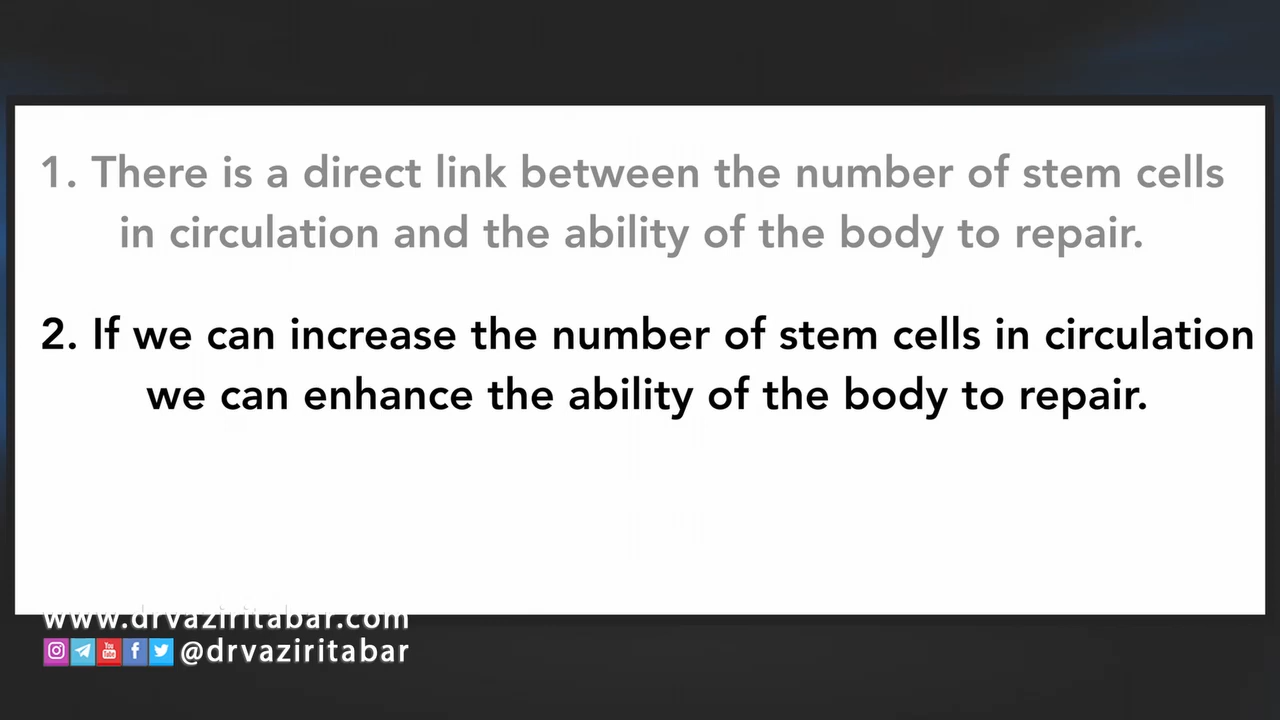 1. There is a direct link between the number of stem cells
in circulation and the ability of the body to repair.
2. If we can increase the number of stem cells in circulation
we can enhance the ability of the body to repair.
www.drvaziritabar.com
@drvaziritabar